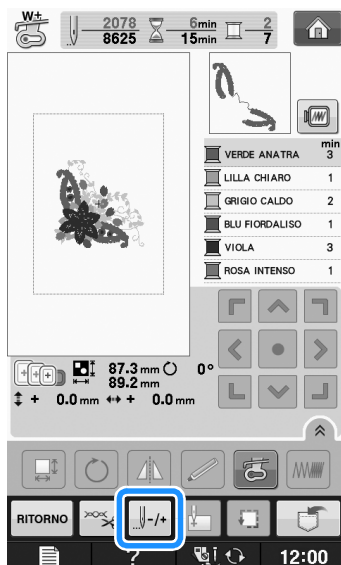 W+
2078 6min 2
8625 15min 7
min
VERDE ANATRA 3
LILLA CHIARO 1
GRIGIO CALDO 2
BLU FIORDALISO 1
VIOLA 3
ROSA INTENSO 1
87.3 mm 0°
89.2 mm
+ 0.0 mm + 0.0 mm
RITORNO -/+
? 12:00